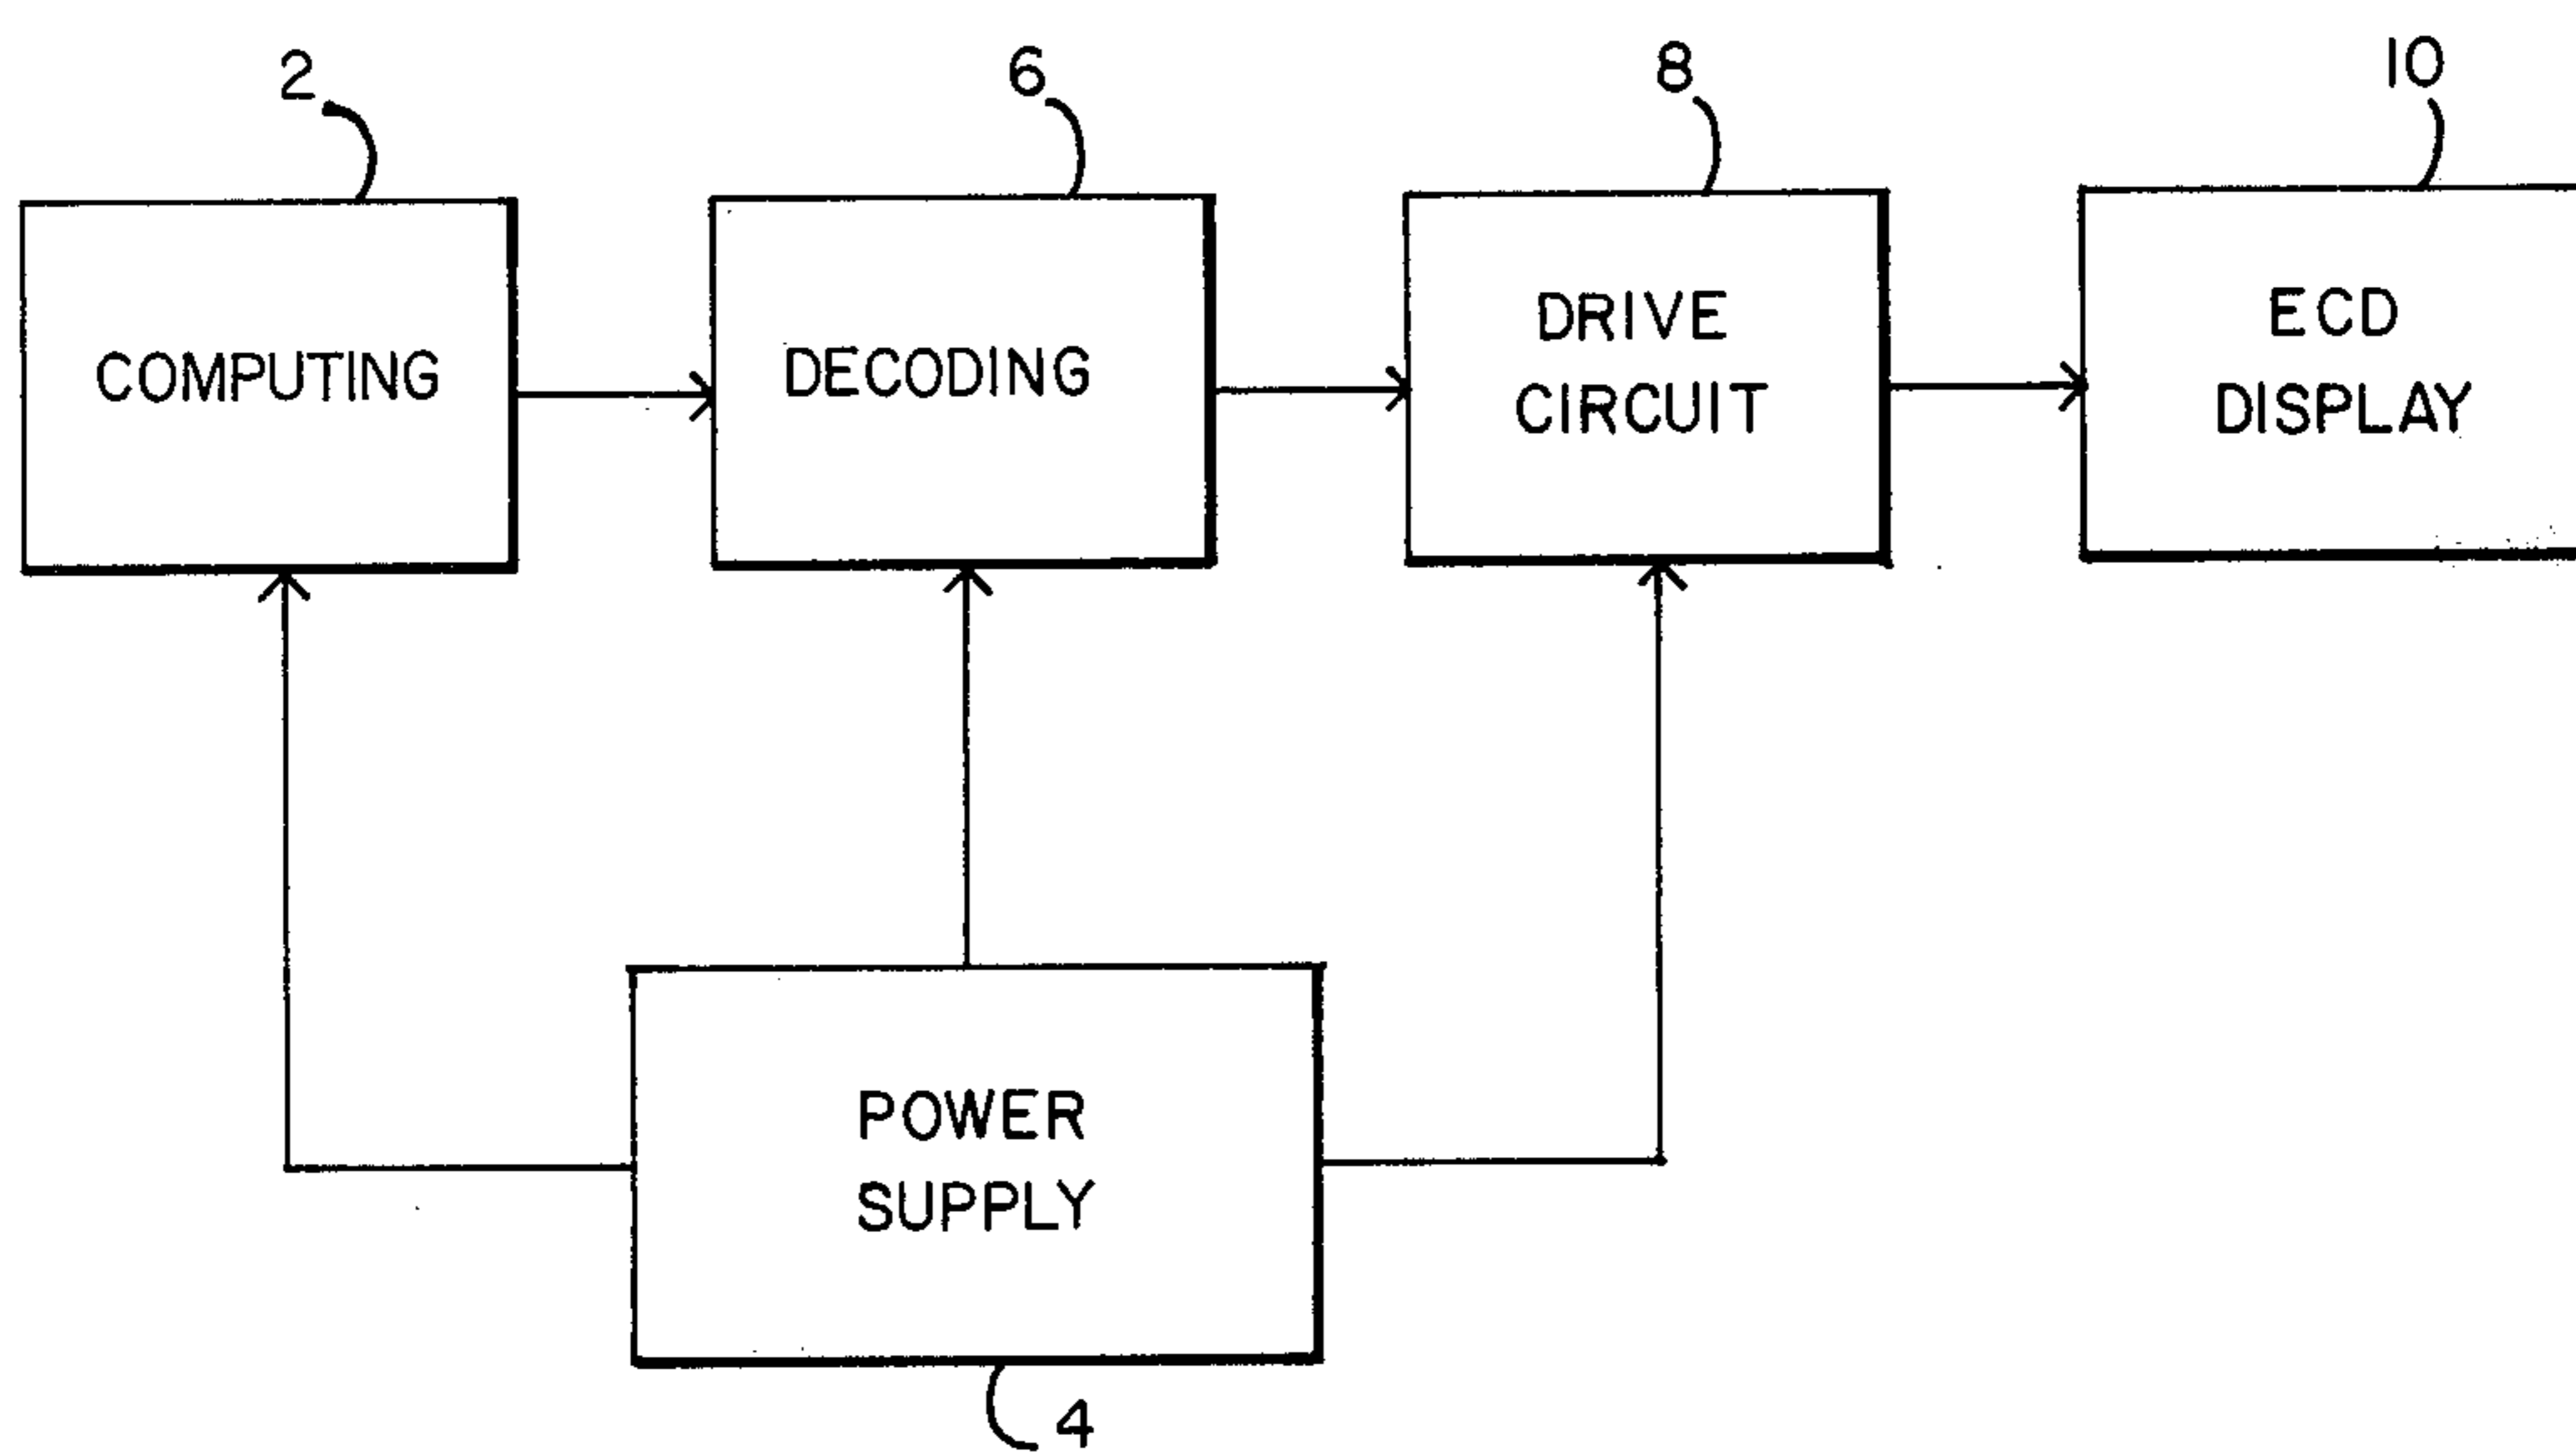 2
6
8
10
COMPUTING
DECODING
DRIVE
CIRCUIT
ECD
DISPLAY
POWER
SUPPLY
4